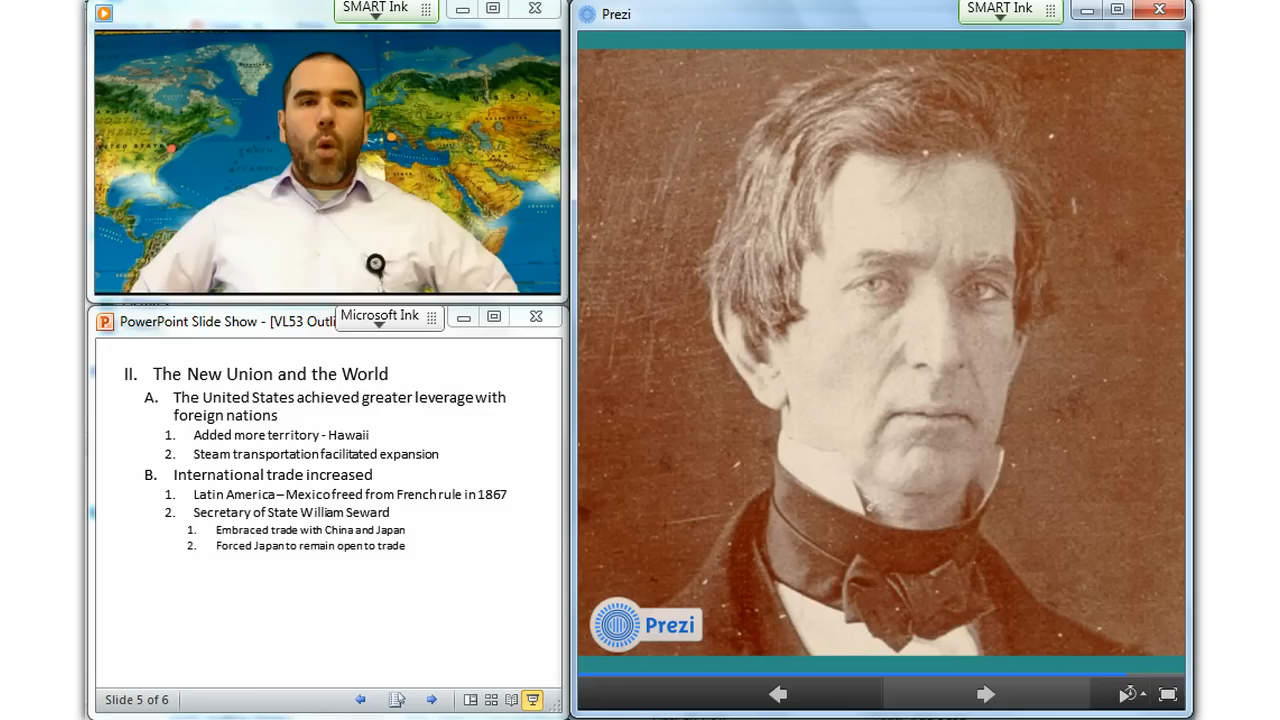 SMART Ink
SMART Ink
Prezi
Microsoft Ink
PowerPoint Slide Show - [VL53 Outli
II. The New Union and the World
A. The United States achieved greater leverage with
foreign nations
1. Added more territory - Hawaii
2. Steam transportation facilitated expansion
B. International trade increased
1. Latin America – Mexico freed from French rule in 1867
2. Secretary of State William Seward
1. Embraced trade with China and Japan
2. Forced Japan to remain open to trade
Slide 5 of 6
Prezi